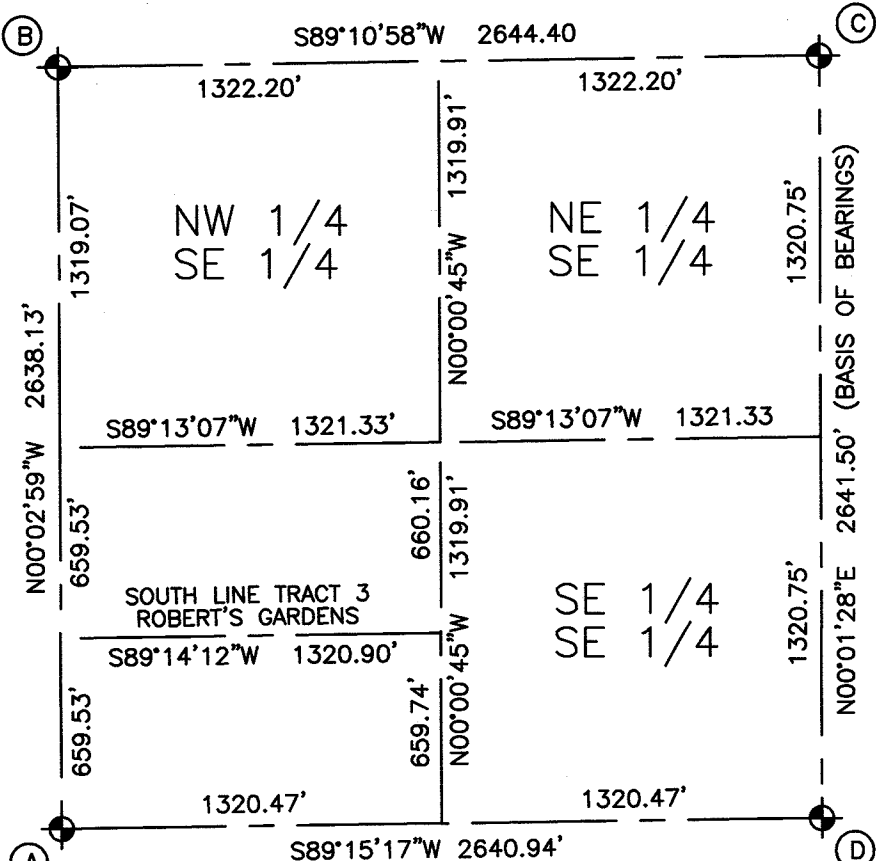 B
C
S89°10'58"W 2644.40
1322.20'
1322.20'
1319.91'
NW 1/4
SE 1/4
NE 1/4
SE 1/4
1319.07'
1320.75'
N00°00'45"W
N00°02'59"W 2638.13'
N00°01'28"E 2641.50' (BASIS OF BEARINGS)
S89°13'07"W 1321.33'
S89°13'07"W 1321.33
659.53'
660.16'
1319.91'
SOUTH LINE TRACT 3
ROBERT'S GARDENS
S89°14'12"W 1320.90'
SE 1/4
SE 1/4
1320.75'
659.53'
659.74'
N00°00'45"W
1320.47'
1320.47'
S89°15'17"W 2640.94'
A
D